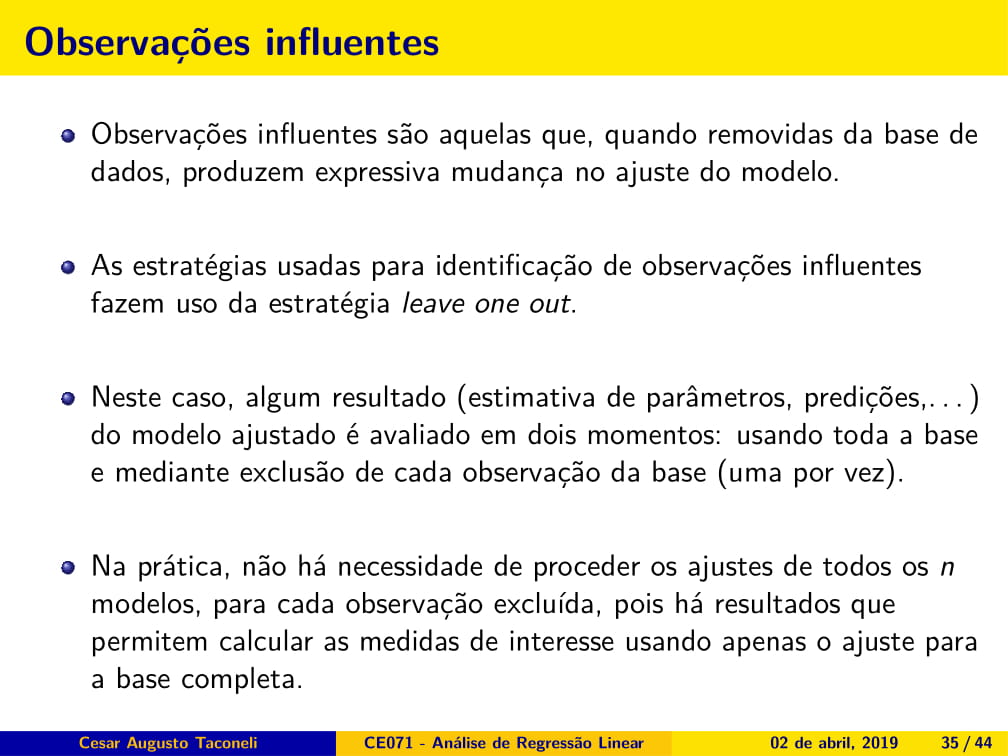 Observações influentes
Observações influentes são aquelas que, quando removidas da base de
dados, produzem expressiva mudança no ajuste do modelo.
As estratégias usadas para identificação de observações influentes
fazem uso da estratégia leave one out.
Neste caso, algum resultado (estimativa de parâmetros, predições,. . . )
do modelo ajustado é avaliado em dois momentos: usando toda a base
e mediante exclusão de cada observação da base (uma por vez).
Na prática, não há necessidade de proceder os ajustes de todos os n
modelos, para cada observação excluída, pois há resultados que
permitem calcular as medidas de interesse usando apenas o ajuste para
a base completa.
Cesar Augusto Taconeli CE071 - Análise de Regressão Linear 02 de abril, 2019 35 / 44